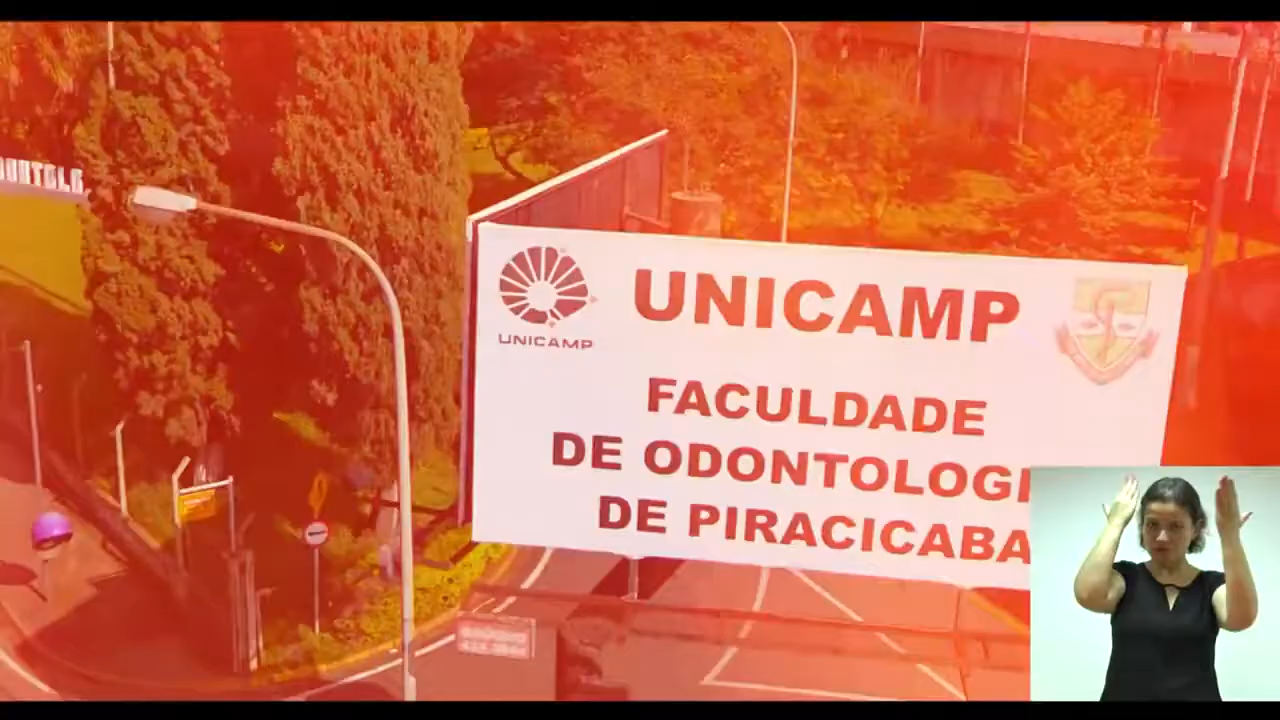 UNICAMP
UNICAMP
FACULDADE
DE ODONTOLOGI
DE PIRACICABA